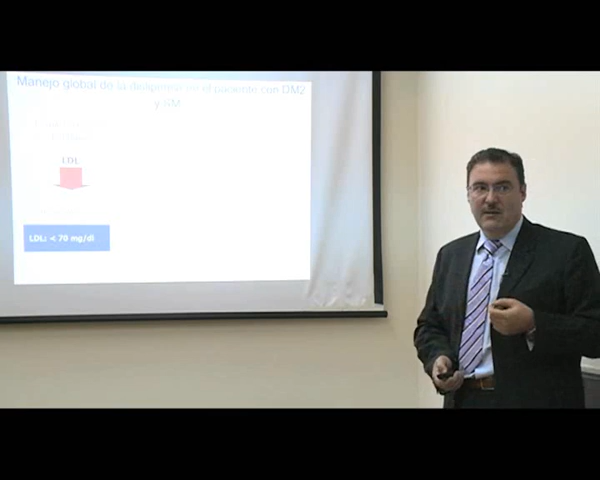 Manejo global de la dislipemia en el paciente con DM2
y RM
LDL
LDL: < 70 mg/dl